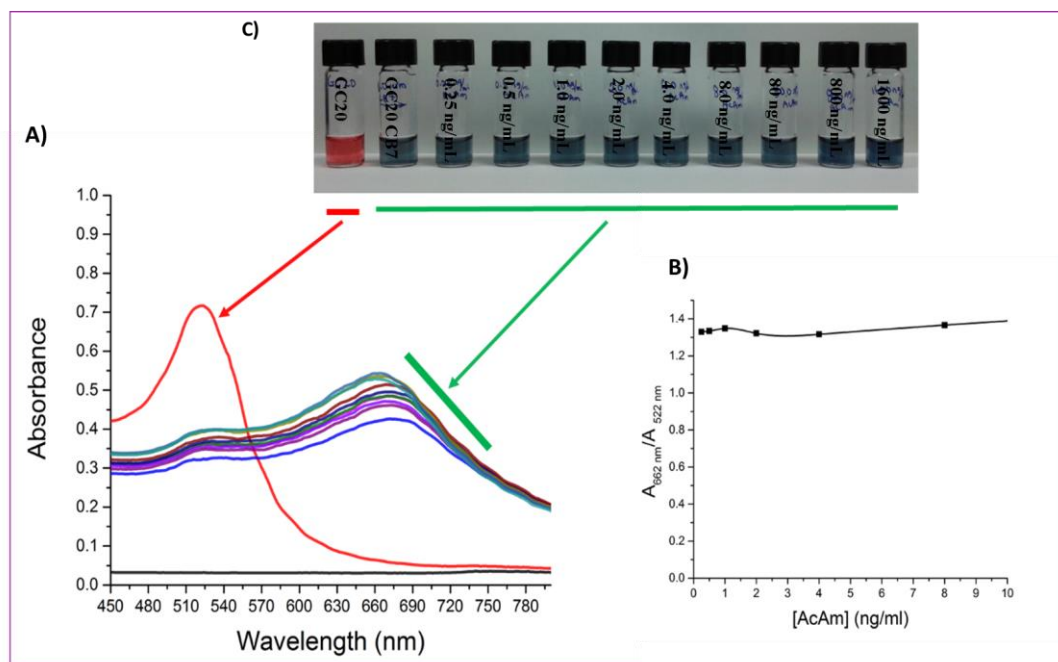 C)
GC20
GC20 CB7
0.25 ng/mL
0.5 ng/mL
1.0 ng/mL
2.0 ng/mL
4.0 ng/mL
8.0 ng/mL
80 ng/mL
800 ng/mL
1600 ng/mL
A)
1.0
0.9
0.8
0.7
0.6
0.5
0.4
0.3
0.2
0.1
0.0
Absorbance
450 480 510 540 570 600 630 660 690 720 750 780
Wavelength (nm)
B)
1.6
1.4
1.2
1.0
0.8
0.6
0.4
0.2
0.0
A662 nm/A 522 nm
0 1 2 3 4 5 6 7 8 9 10
[AcAm] (ng/ml)